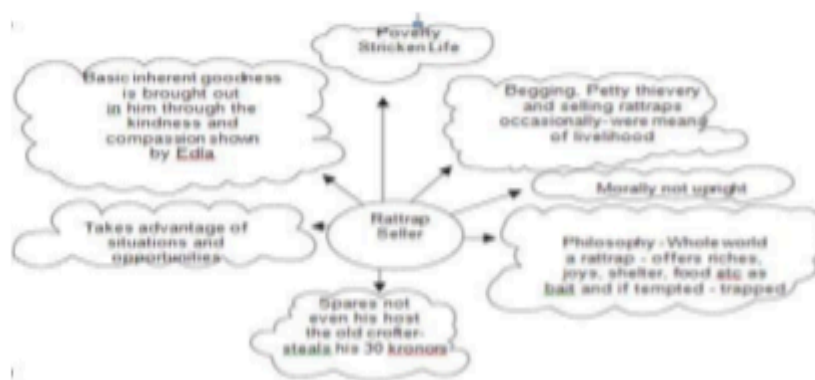 Poverty
Stricken Life
Basic inherent goodness
is brought out
in him through the
kindness and
compassion shown
by Edla
Begging, Petty thievery
and selling rattraps
occasionally- were means
of livelihood
Morally not upright
Rattrap
Seller
Takes advantage of
situations and
opportunities
Philosophy - Whole world
a rattrap - offers riches,
joys, shelter, food etc as
bait and if tempted - trapped
Spares not
even his host
the old crofter-
steals his 30 kronors